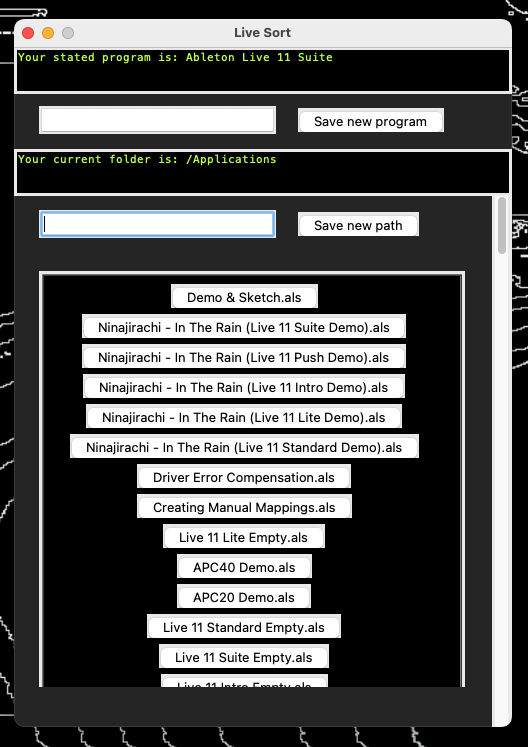 Live Sort
Your stated program is: Ableton Live 11 Suite
Save new program
Your current folder is: /Applications
Save new path
Demo & Sketch.als
Ninajirachi - In The Rain (Live 11 Suite Demo).als
Ninajirachi - In The Rain (Live 11 Push Demo).als
Ninajirachi - In The Rain (Live 11 Intro Demo).als
Ninajirachi - In The Rain (Live 11 Lite Demo).als
Ninajirachi - In The Rain (Live 11 Standard Demo).als
Driver Error Compensation.als
Creating Manual Mappings.als
Live 11 Lite Empty.als
APC40 Demo.als
APC20 Demo.als
Live 11 Standard Empty.als
Live 11 Suite Empty.als
Live 11 Intro Empty.als